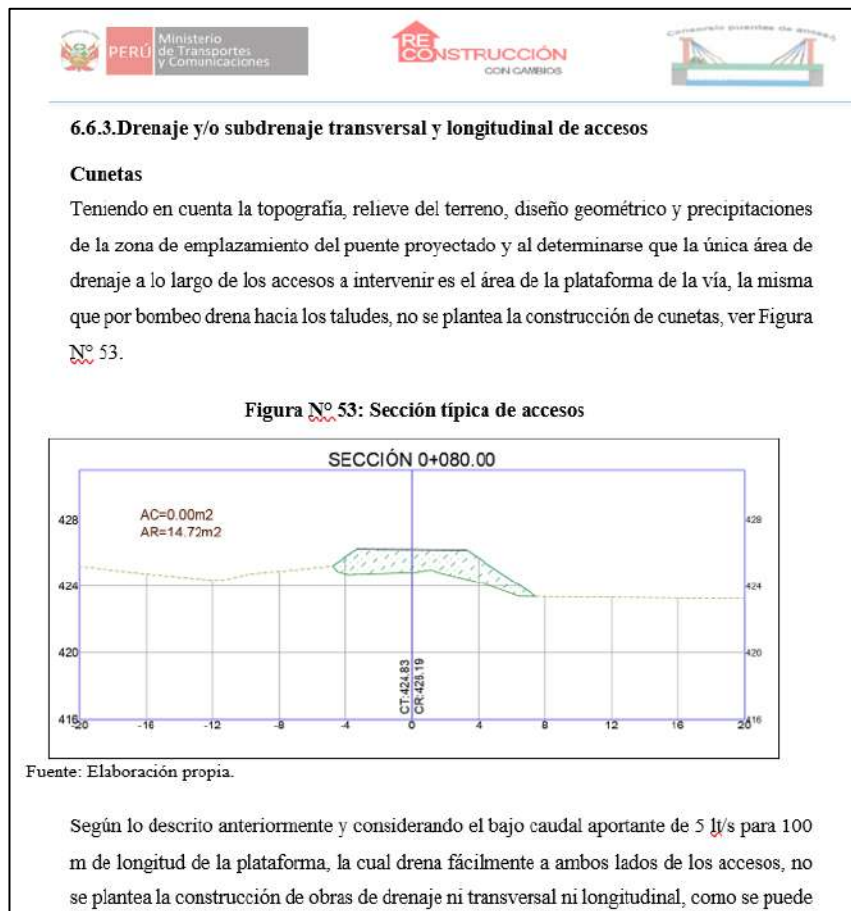 PERÚ
Ministerio
de Transportes
y Comunicaciones
RE
CONSTRUCCIÓN
CON CAMBIOS
Consorcio puentes de acceso
6.6.3.Drenaje y/o subdrenaje transversal y longitudinal de accesos
Cunetas
Teniendo en cuenta la topografía, relieve del terreno, diseño geométrico y precipitaciones
de la zona de emplazamiento del puente proyectado y al determinarse que la única área de
drenaje a lo largo de los accesos a intervenir es el área de la plataforma de la vía, la misma
que por bombeo drena hacia los taludes, no se plantea la construcción de cunetas, ver Figura
N° 53.
Figura N° 53: Sección típica de accesos
SECCIÓN 0+080.00
AC=0.00m2
AR=14.72m2
428 428
424 424
420 420
CT:424.83
CR:426.19
416 416
-20 -16 -12 -8 -4 0 4 8 12 16 20
Fuente: Elaboración propia.
Según lo descrito anteriormente y considerando el bajo caudal aportante de 5 lt/s para 100
m de longitud de la plataforma, la cual drena fácilmente a ambos lados de los accesos, no
se plantea la construcción de obras de drenaje ni transversal ni longitudinal, como se puede